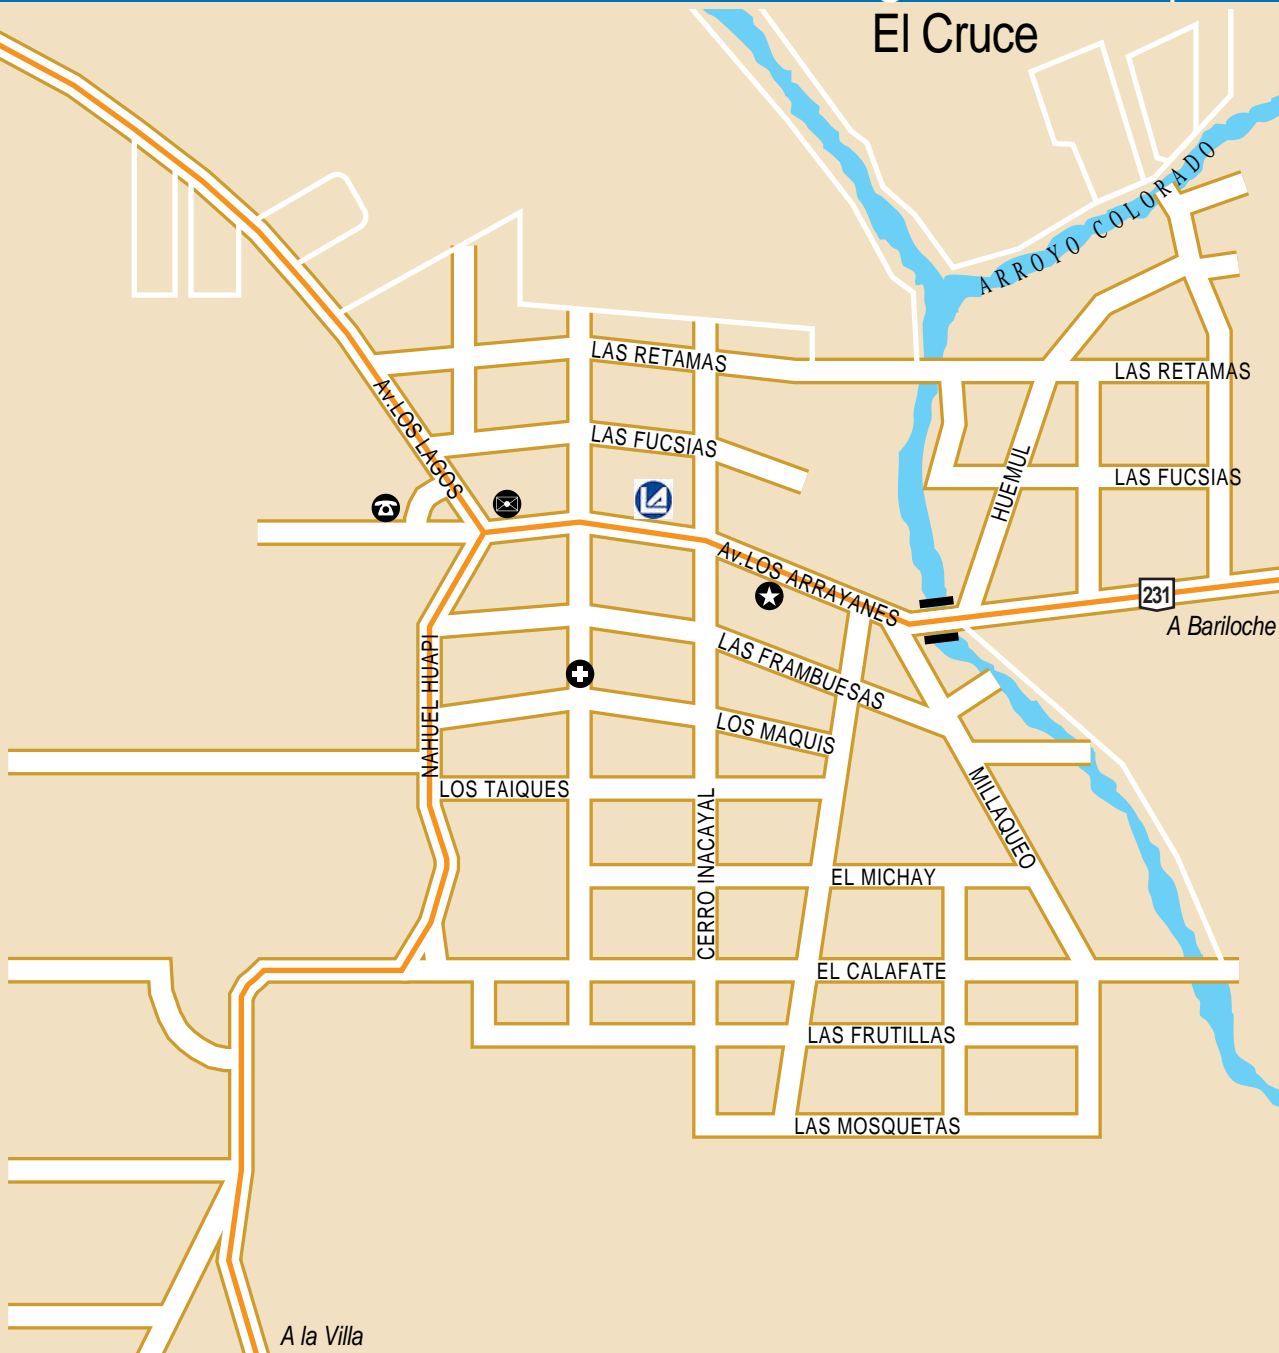 El Cruce
ARROYO COLORADO
LAS RETAMAS
LAS RETAMAS
Av.LOS LAGOS
LAS FUCSIAS
HUEMUL
LAS FUCSIAS
Av.LOS ARRAYANES
231
A Bariloche
NAHUEL HUAPI
LAS FRAMBUESAS
LOS MAQUIS
LOS TAIQUES
MILLAQUEO
CERRO INACAYAL
EL MICHAY
EL CALAFATE
LAS FRUTILLAS
LAS MOSQUETAS
A la Villa